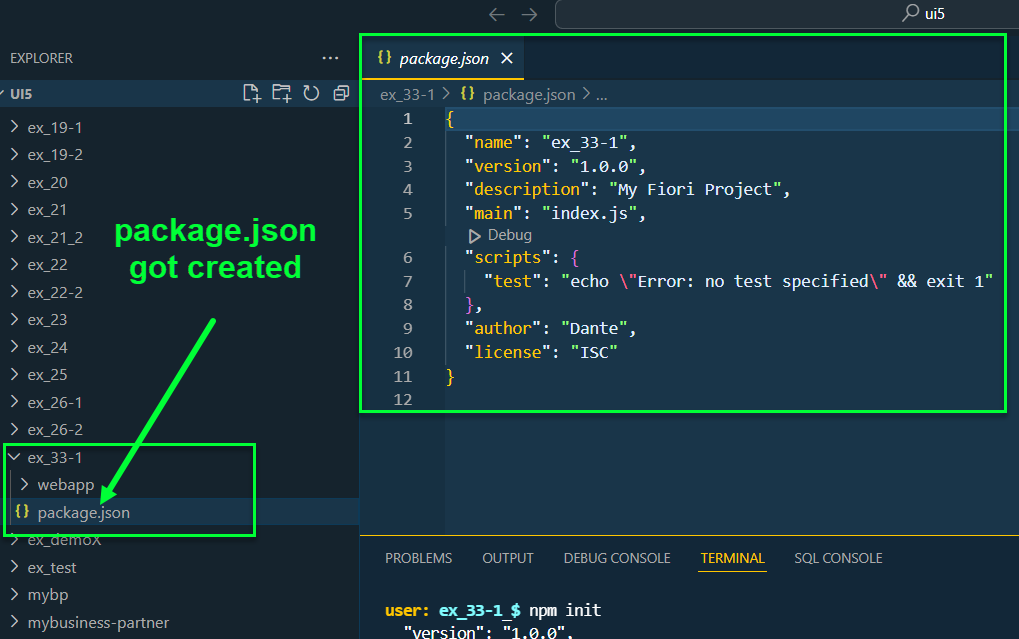 ui5
EXPLORER
UI5
ex_19-1
ex_19-2
ex_20
ex_21
ex_21_2
ex_22
ex_22-2
ex_23
ex_24
ex_25
ex_26-1
ex_26-2
ex_33-1
webapp
{} package.json
ex_demoX
ex_test
mybp
mybusiness-partner
package.json
got created
{} package.json
ex_33-1 > {} package.json > ...
1 {
2 "name": "ex_33-1",
3 "version": "1.0.0",
4 "description": "My Fiori Project",
5 "main": "index.js",
Debug
6 "scripts": {
7 "test": "echo \"Error: no test specified\" && exit 1"
8 },
9 "author": "Dante",
10 "license": "ISC"
11 }
12
PROBLEMS OUTPUT DEBUG CONSOLE TERMINAL SQL CONSOLE
user: ex_33-1_$ npm init
"version": "1.0.0",